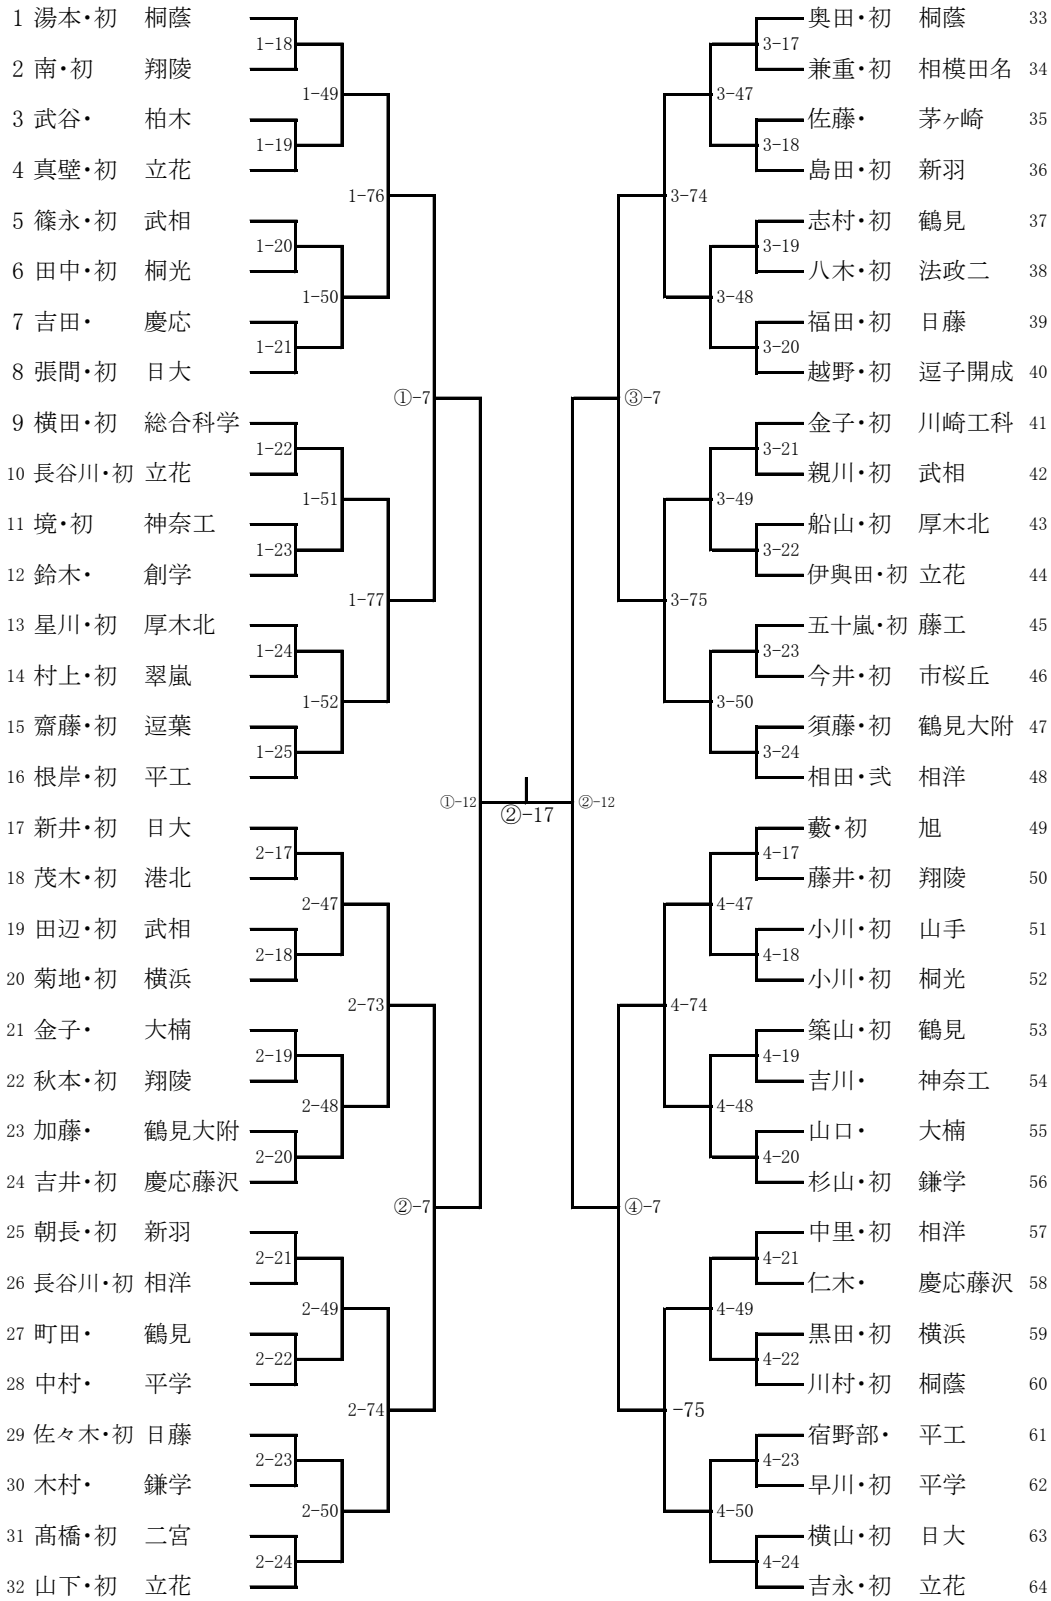 1 湯本・初 桐蔭
1-18
2 南・初 翔陵
1-49
3 武谷・ 柏木
1-19
4 真壁・初 立花
1-76
5 篠永・初 武相
1-20
6 田中・初 桐光
1-50
7 吉田・ 慶応
1-21
8 張間・初 日大
①-7
9 横田・初 総合科学
1-22
10 長谷川・初 立花
1-51
11 境・初 神奈工
1-23
12 鈴木・ 創学
1-77
13 星川・初 厚木北
1-24
14 村上・初 翠嵐
1-52
15 齋藤・初 逗葉
1-25
16 根岸・初 平工
①-12
17 新井・初 日大
2-17
18 茂木・初 港北
2-47
19 田辺・初 武相
2-18
20 菊地・初 横浜
2-73
21 金子・ 大楠
2-19
22 秋本・初 翔陵
2-48
23 加藤・ 鶴見大附
2-20
24 吉井・初 慶応藤沢
②-7
25 朝長・初 新羽
2-21
26 長谷川・初 相洋
2-49
27 町田・ 鶴見
2-22
28 中村・ 平学
2-74
29 佐々木・初 日藤
2-23
30 木村・ 鎌学
2-50
31 髙橋・初 二宮
2-24
32 山下・初 立花
②-17
奥田・初 桐蔭 33
3-17
兼重・初 相模田名 34
3-47
佐藤・ 茅ヶ崎 35
3-18
島田・初 新羽 36
3-74
志村・初 鶴見 37
3-19
八木・初 法政二 38
3-48
福田・初 日藤 39
3-20
越野・初 逗子開成 40
③-7
金子・初 川崎工科 41
3-21
親川・初 武相 42
3-49
船山・初 厚木北 43
3-22
伊與田・初 立花 44
3-75
五十嵐・初 藤工 45
3-23
今井・初 市桜丘 46
3-50
須藤・初 鶴見大附 47
3-24
相田・弐 相洋 48
②-12
藪・初 旭 49
4-17
藤井・初 翔陵 50
4-47
小川・初 山手 51
4-18
小川・初 桐光 52
4-74
築山・初 鶴見 53
4-19
吉川・ 神奈工 54
4-48
山口・ 大楠 55
4-20
杉山・初 鎌学 56
④-7
中里・初 相洋 57
4-21
仁木・ 慶応藤沢 58
4-49
黒田・初 横浜 59
4-22
川村・初 桐蔭 60
-75
宿野部・ 平工 61
4-23
早川・初 平学 62
4-50
横山・初 日大 63
4-24
吉永・初 立花 64